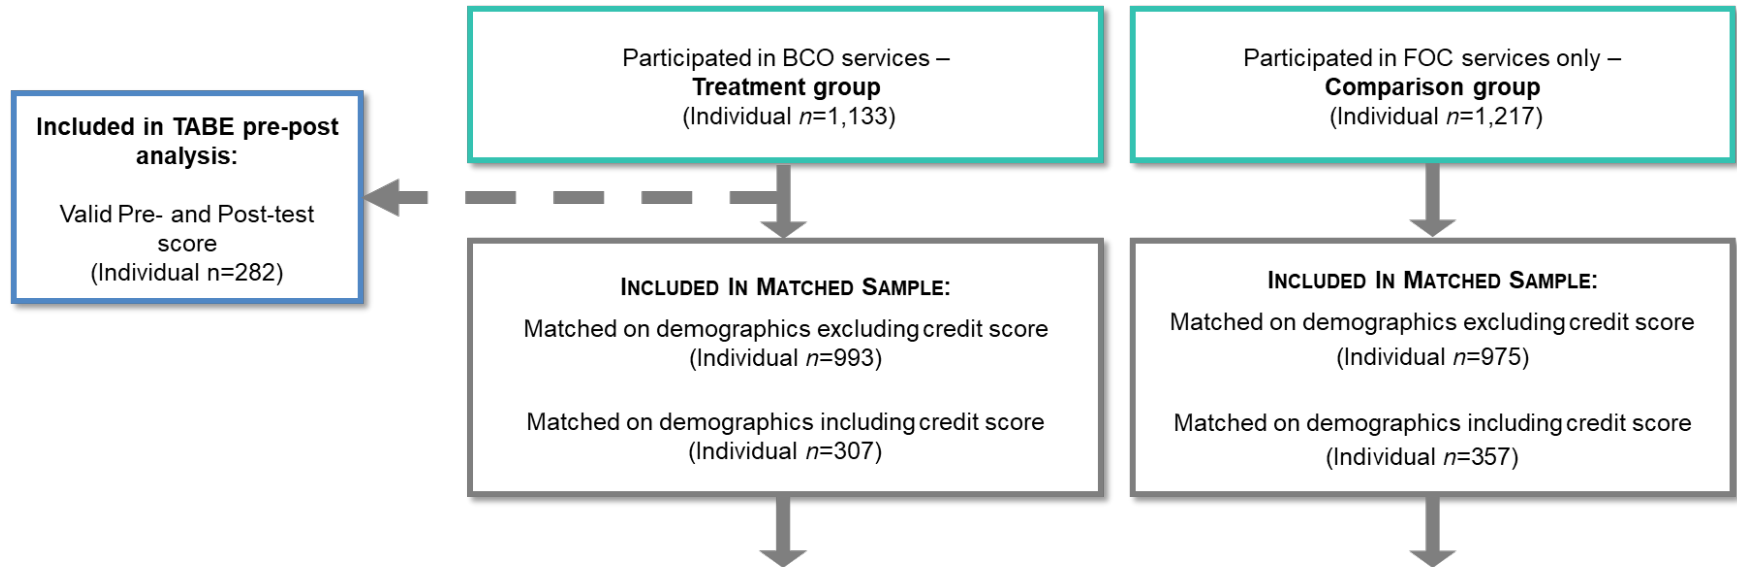 Participated in BCO services –
Treatment group
(Individual n=1,133)
Participated in FOC services only –
Comparison group
(Individual n=1,217)
Included in TABE pre-post
analysis:
Valid Pre- and Post-test
score
(Individual n=282)
INCLUDED IN MATCHED SAMPLE:
Matched on demographics excluding credit score
(Individual n=993)
Matched on demographics including credit score
(Individual n=307)
INCLUDED IN MATCHED SAMPLE:
Matched on demographics excluding credit score
(Individual n=975)
Matched on demographics including credit score
(Individual n=357)